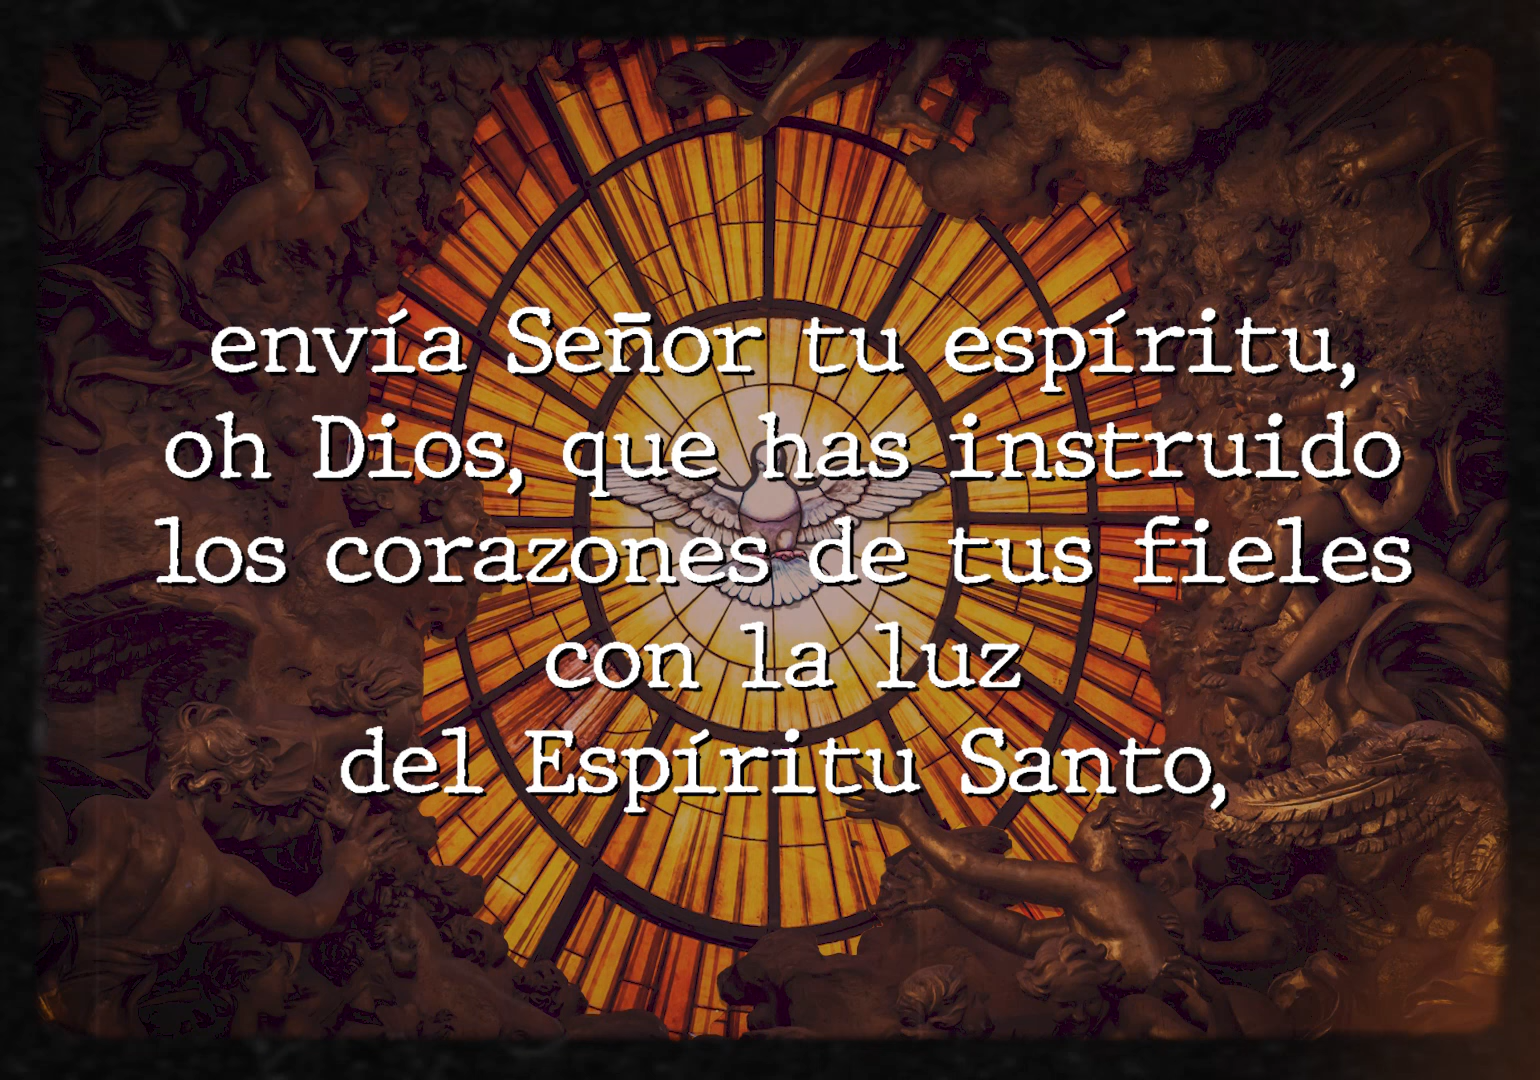 envía Señor tu espíritu,
oh Dios, que has instruido
los corazones de tus fieles
con la luz
del Espíritu Santo,